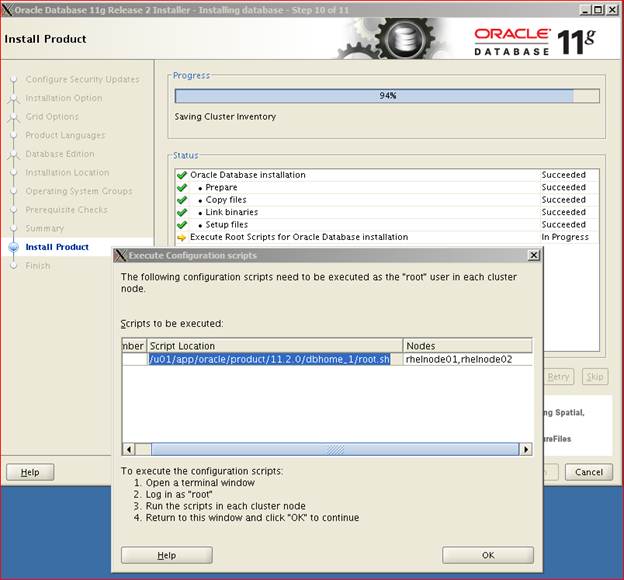 Oracle Database 11g Release 2 Installer - Installing database - Step 10 of 11
Install Product
ORACLE
DATABASE 11g
Configure Security Updates
Installation Option
Grid Options
Product Languages
Database Edition
Installation Location
Operating System Groups
Prerequisite Checks
Summary
Install Product
Finish
Progress
94%
Saving Cluster Inventory
Status
Oracle Database installation Succeeded
• Prepare Succeeded
• Copy files Succeeded
• Link binaries Succeeded
• Setup files Succeeded
Execute Root Scripts for Oracle Database installation In Progress
Retry Skip
Spatial,
Help Cancel
Execute Configuration scripts
The following configuration scripts need to be executed as the "root" user in each cluster
node.
Scripts to be executed:
Script Location Nodes
/u01/app/oracle/product/11.2.0/dbhome_1/root.sh rhelnode01,rhelnode02
To execute the configuration scripts:
1. Open a terminal window
2. Log in as "root"
3. Run the scripts in each cluster node
4. Return to this window and click "OK" to continue
Help OK